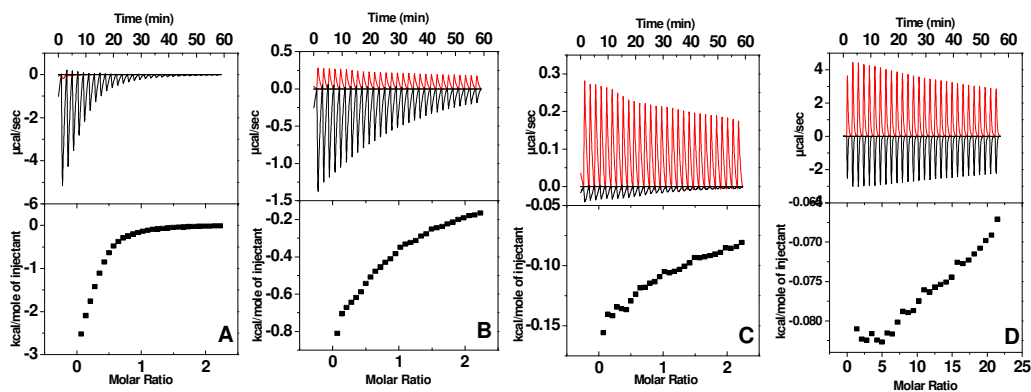 Time (min)
0 10 20 30 40 50 60
0
-2
-4
-6
µcal/sec
0
-1
-2
-3
kcal/mole of injectant
A
0 1 2
Molar Ratio
Time (min)
0 10 20 30 40 50 60
0.5
0.0
-0.5
-1.0
-1.5
µcal/sec
-0.2
-0.4
-0.6
-0.8
kcal/mole of injectant
B
0 1 2
Molar Ratio
Time (min)
0 10 20 30 40 50 60
0.3
0.2
0.1
0.0
-0.05
µcal/sec
-0.10
-0.15
kcal/mole of injectant
C
0 1 2
Molar Ratio
Time (min)
0 10 20 30 40 50 60
4
2
0
-2
µcal/sec
-0.070
-0.075
-0.080
kcal/mole of injectant
D
0 5 10 15 20 25
Molar Ratio